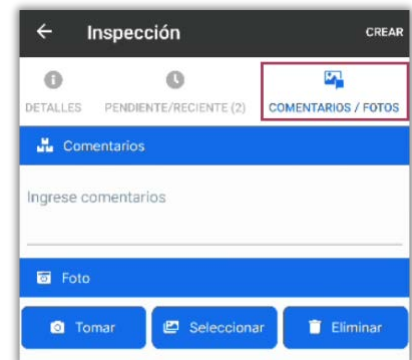 Inspección CREAR
DETALLES PENDIENTE/RECIENTE (2) COMENTARIOS / FOTOS
Comentarios
Ingrese comentarios
Foto
Tomar Seleccionar Eliminar